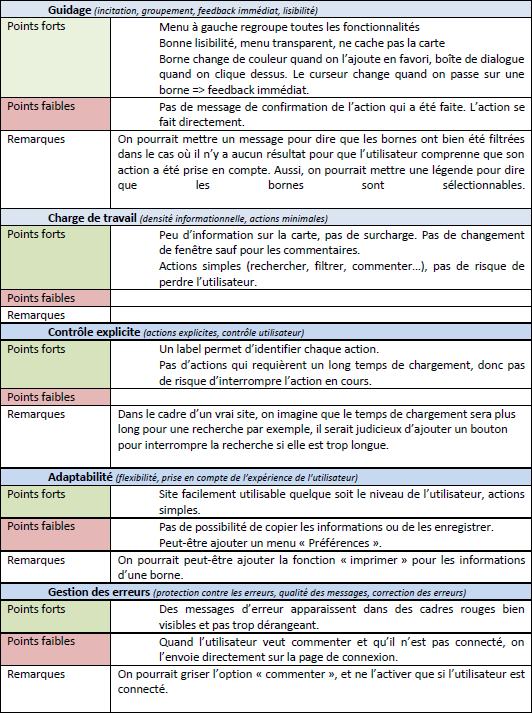 Guidage (incitation, groupement, feedback immédiat, lisibilité)
Points forts
Menu à gauche regroupe toutes les fonctionnalités
Bonne lisibilité, menu transparent, ne cache pas la carte
Borne change de couleur quand on l'ajoute en favori, boîte de dialogue
quand on clique dessus. Le curseur change quand on passe sur une
borne => feedback immédiat.
Points faibles
Pas de message de confirmation de l'action qui a été faite. L'action se
fait directement.
Remarques
On pourrait mettre un message pour dire que les bornes ont bien été filtrées
dans le cas où il n'y a aucun résultat pour que l'utilisateur comprenne que son
action a été prise en compte. Aussi, on pourrait mettre une légende pour dire
que les bornes sont sélectionnables.
Charge de travail (densité informationnelle, actions minimales)
Points forts
Peu d'information sur la carte, pas de surcharge. Pas de changement
de fenêtre sauf pour les commentaires.
Actions simples (rechercher, filtrer, commenter…), pas de risque de
perdre l'utilisateur.
Points faibles
Remarques
Contrôle explicite (actions explicites, contrôle utilisateur)
Points forts
Un label permet d'identifier chaque action.
Pas d'actions qui requièrent un long temps de chargement, donc pas
de risque d'interrompre l'action en cours.
Points faibles
Remarques
Dans le cadre d'un vrai site, on imagine que le temps de chargement sera plus
long pour une recherche par exemple, il serait judicieux d'ajouter un bouton
pour interrompre la recherche si elle est trop longue.
Adaptabilité (flexibilité, prise en compte de l'expérience de l'utilisateur)
Points forts
Site facilement utilisable quelque soit le niveau de l'utilisateur, actions
simples.
Points faibles
Pas de possibilité de copier les informations ou de les enregistrer.
Peut-être ajouter un menu « Préférences ».
Remarques
On pourrait peut-être ajouter la fonction « imprimer » pour les informations
d'une borne.
Gestion des erreurs (protection contre les erreurs, qualité des messages, correction des erreurs)
Points forts
Des messages d'erreur apparaissent dans des cadres rouges bien
visibles et pas trop dérangeant.
Points faibles
Quand l'utilisateur veut commenter et qu'il n'est pas connecté, on
l'envoie directement sur la page de connexion.
Remarques
On pourrait griser l'option « commenter », et ne l'activer que si l'utilisateur est
connecté.